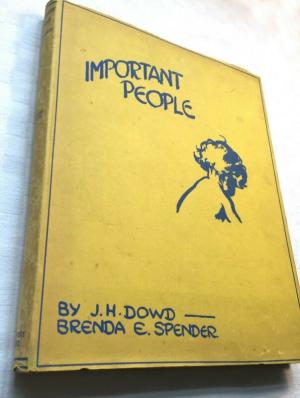 IMPORTANT
PEOPLE
BY J.H. DOWD —
BRENDA E. SPENDER